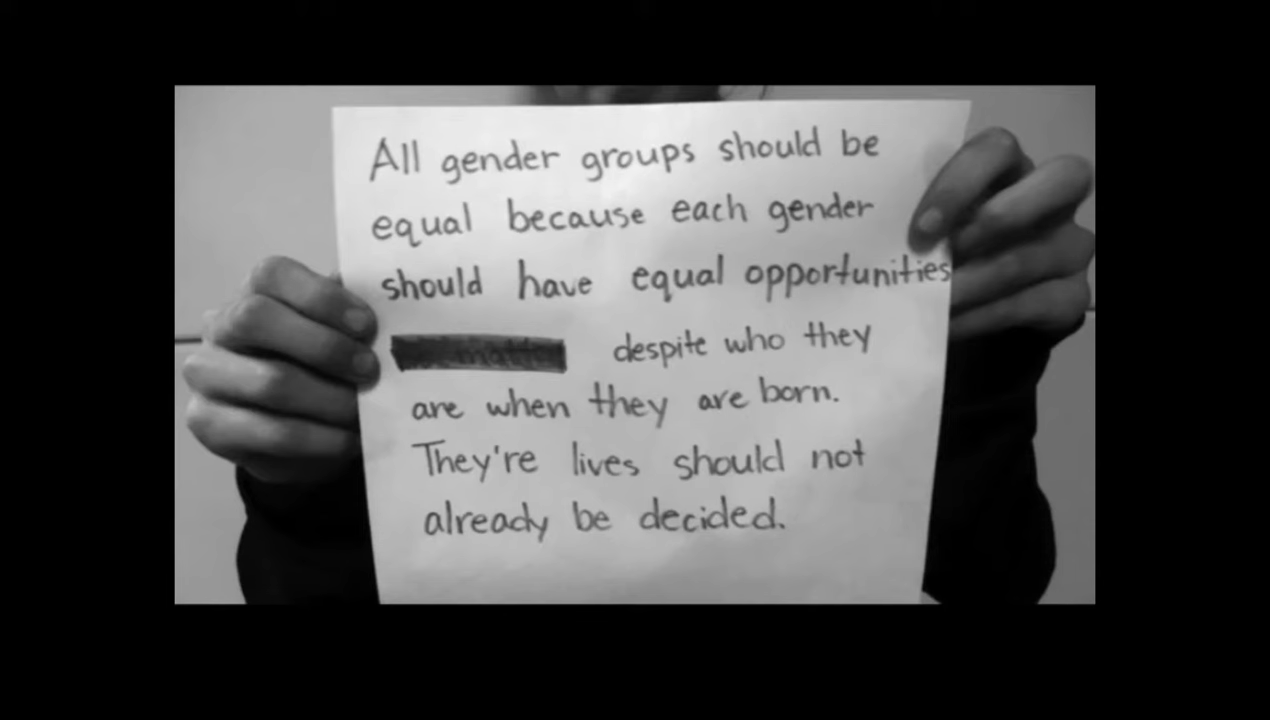 All gender groups should be
equal because each gender
should have equal opportunities
despite who they
are when they are born.
They're lives should not
already be decided.